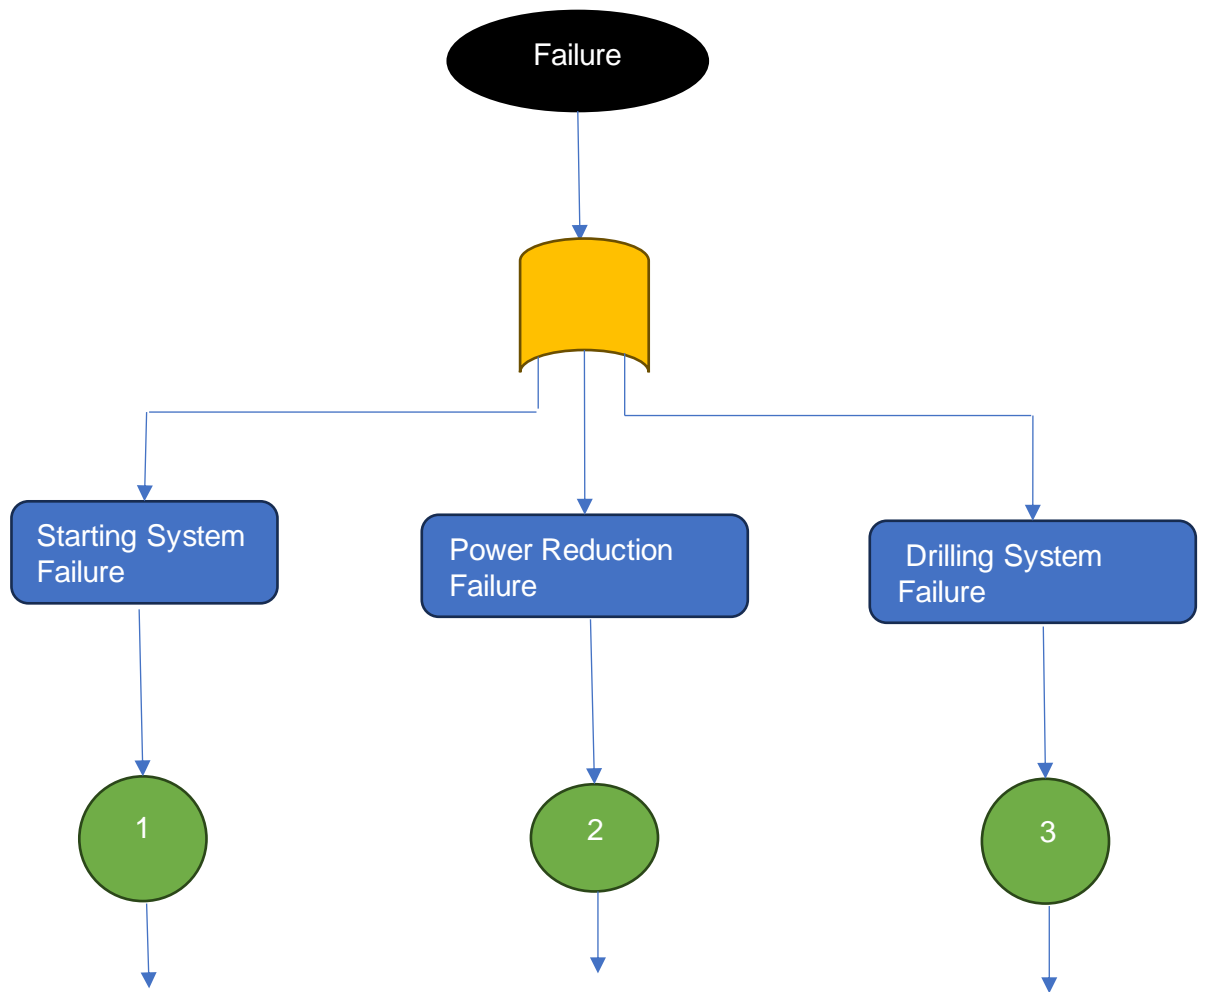 Failure
Starting System
Failure
Power Reduction
Failure
Drilling System
Failure
1
2
3